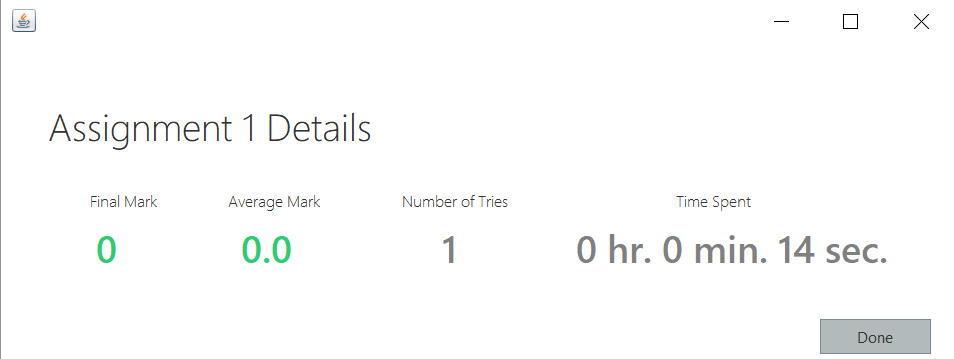 Assignment 1 Details
Final Mark Average Mark Number of Tries Time Spent
0 0.0 1 0 hr. 0 min. 14 sec.
Done